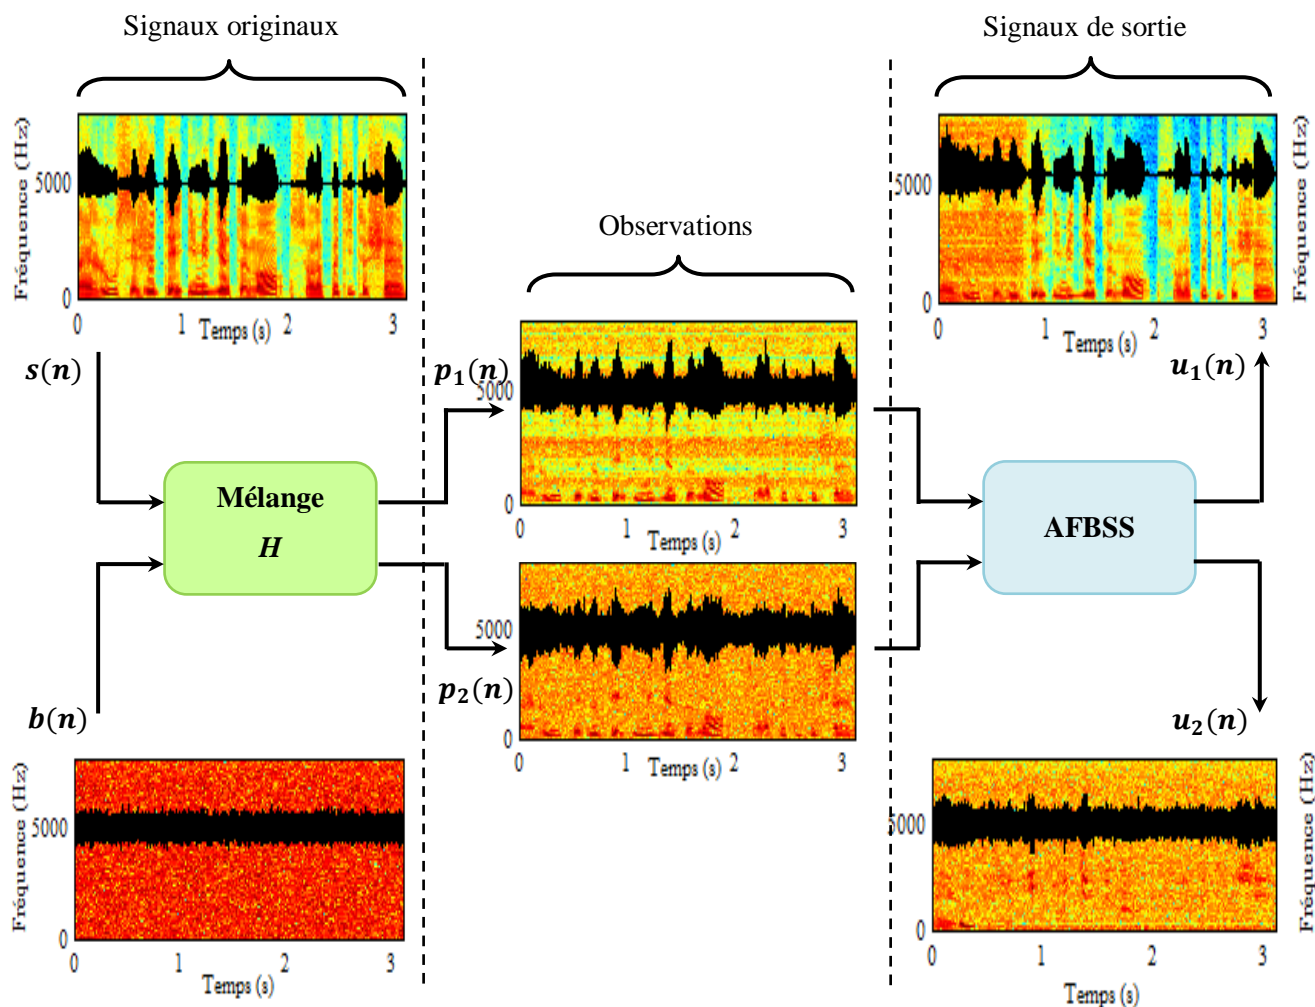 Signaux originaux
Fréquence (Hz)
5000
0
0 1 2 3
Temps (s)
s(n)
Mélange
H
b(n)
Fréquence (Hz)
5000
0
0 1 2 3
Temps (s)
Observations
p₁(n)
5000
0
0 1 2 3
Temps (s)
p₂(n)
5000
0
0 1 2 3
Temps (s)
Signaux de sortie
5000
0
Fréquence (Hz)
0 1 2 3
Temps (s)
u₁(n)
AFBSS
u₂(n)
5000
0
Fréquence (Hz)
0 1 2 3
Temps (s)